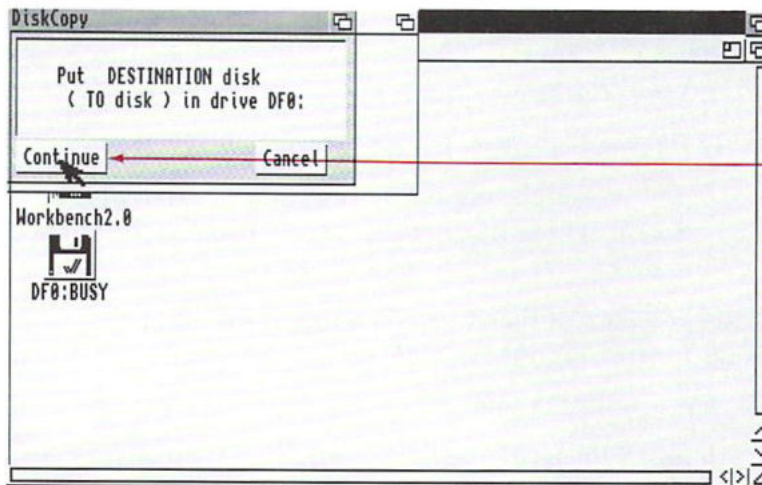 DiskCopy
Put DESTINATION disk
( TO disk ) in drive DF0:
Continue
Cancel
Workbench2.0
DF0:BUSY